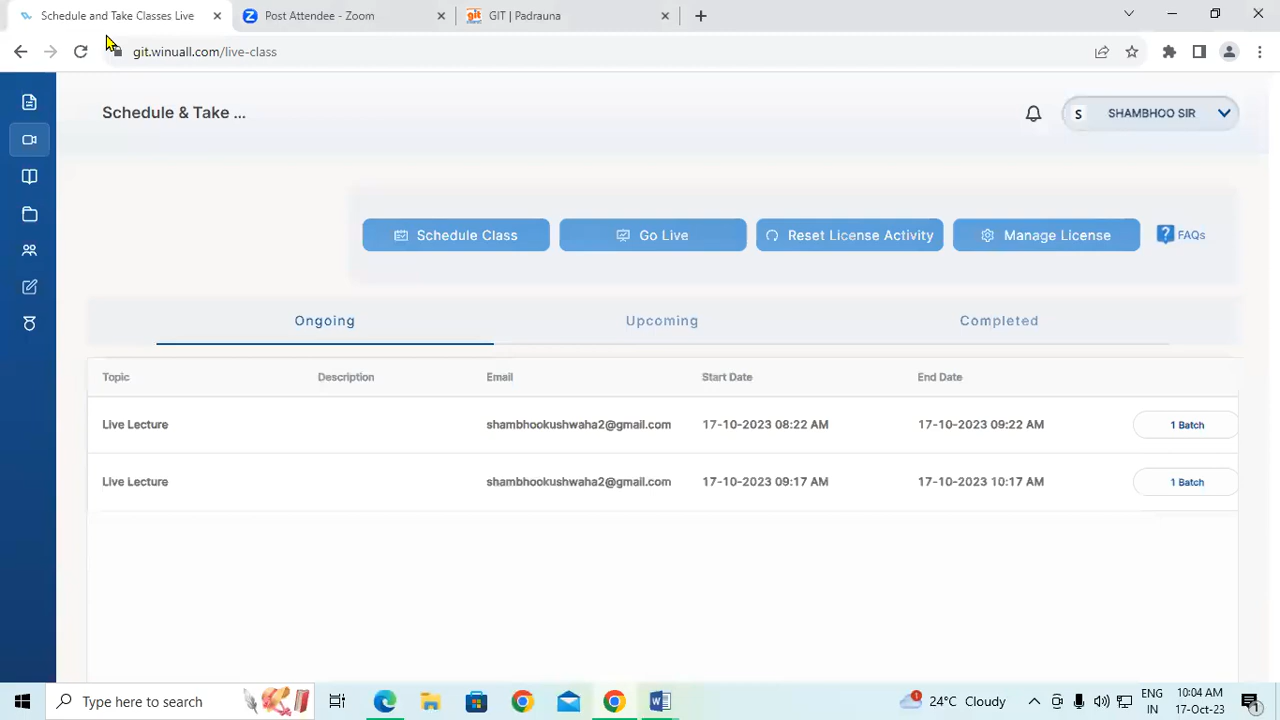 Schedule and Take Classes Live
Post Attendee - Zoom
git
GIT | Padrauna
git.winuall.com/live-class
Schedule & Take ...
S SHAMBHOO SIR
Schedule Class
Go Live
Reset License Activity
Manage License
? FAQs
Ongoing
Upcoming
Completed
Topic Description Email Start Date End Date
Live Lecture shambhookushwaha2@gmail.com 17-10-2023 08:22 AM 17-10-2023 09:22 AM 1 Batch
Live Lecture shambhookushwaha2@gmail.com 17-10-2023 09:17 AM 17-10-2023 10:17 AM 1 Batch
Type here to search
1
24°C Cloudy
ENG
IN
10:04 AM
17-Oct-23
1